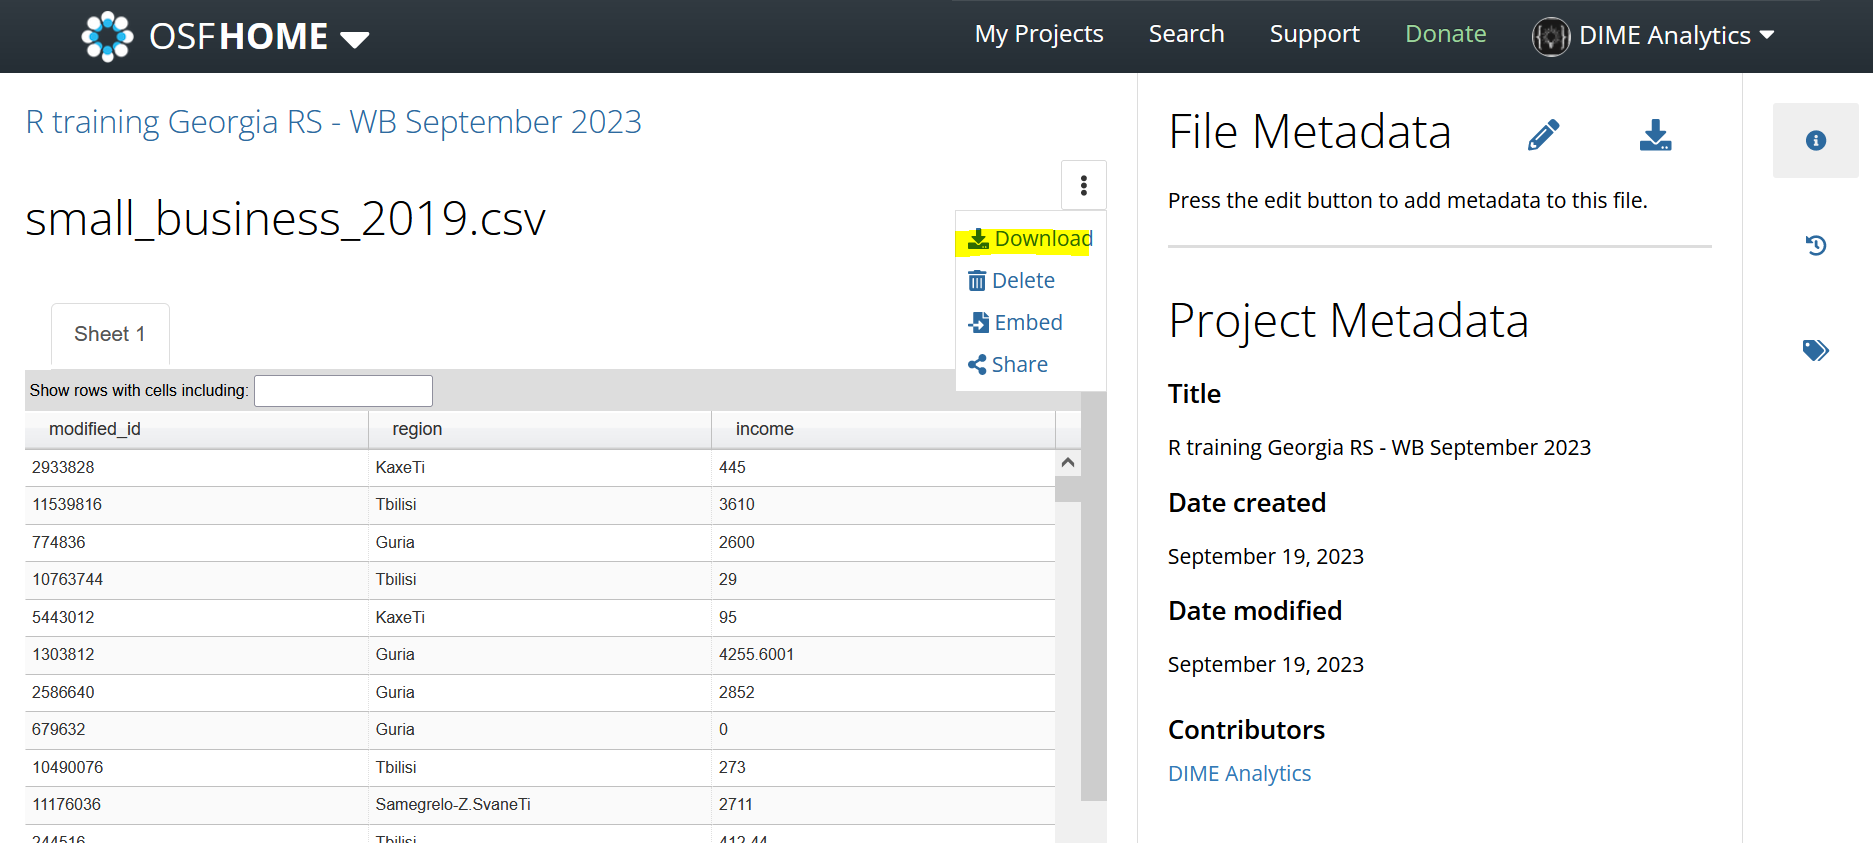 OSFHOME
My Projects
Search
Support
Donate
DIME Analytics
R training Georgia RS - WB September 2023
small_business_2019.csv
Download
Delete
Embed
Share
Sheet 1
Show rows with cells including:
modified_id region income
2933828 KaxeTi 445
11539816 Tbilisi 3610
774836 Guria 2600
10763744 Tbilisi 29
5443012 KaxeTi 95
1303812 Guria 4255.6001
2586640 Guria 2852
679632 Guria 0
10490076 Tbilisi 273
11176036 Samegrelo-Z.SvaneTi 2711
244516 Tbilisi 412.44
File Metadata
Press the edit button to add metadata to this file.
Project Metadata
Title
R training Georgia RS - WB September 2023
Date created
September 19, 2023
Date modified
September 19, 2023
Contributors
DIME Analytics